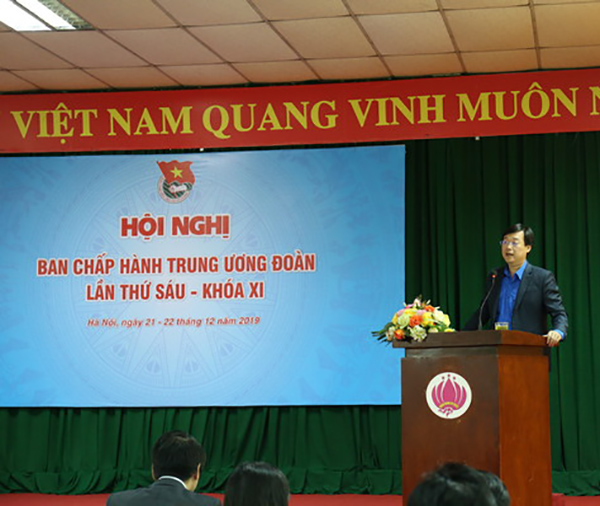 VIỆT NAM QUANG VINH MUÔN N
HỘI NGHỊ
BAN CHẤP HÀNH TRUNG ƯƠNG ĐOÀN
LẦN THỨ SÁU - KHÓA XI
Hà Nội, ngày 21 - 22 tháng 12 năm 2019